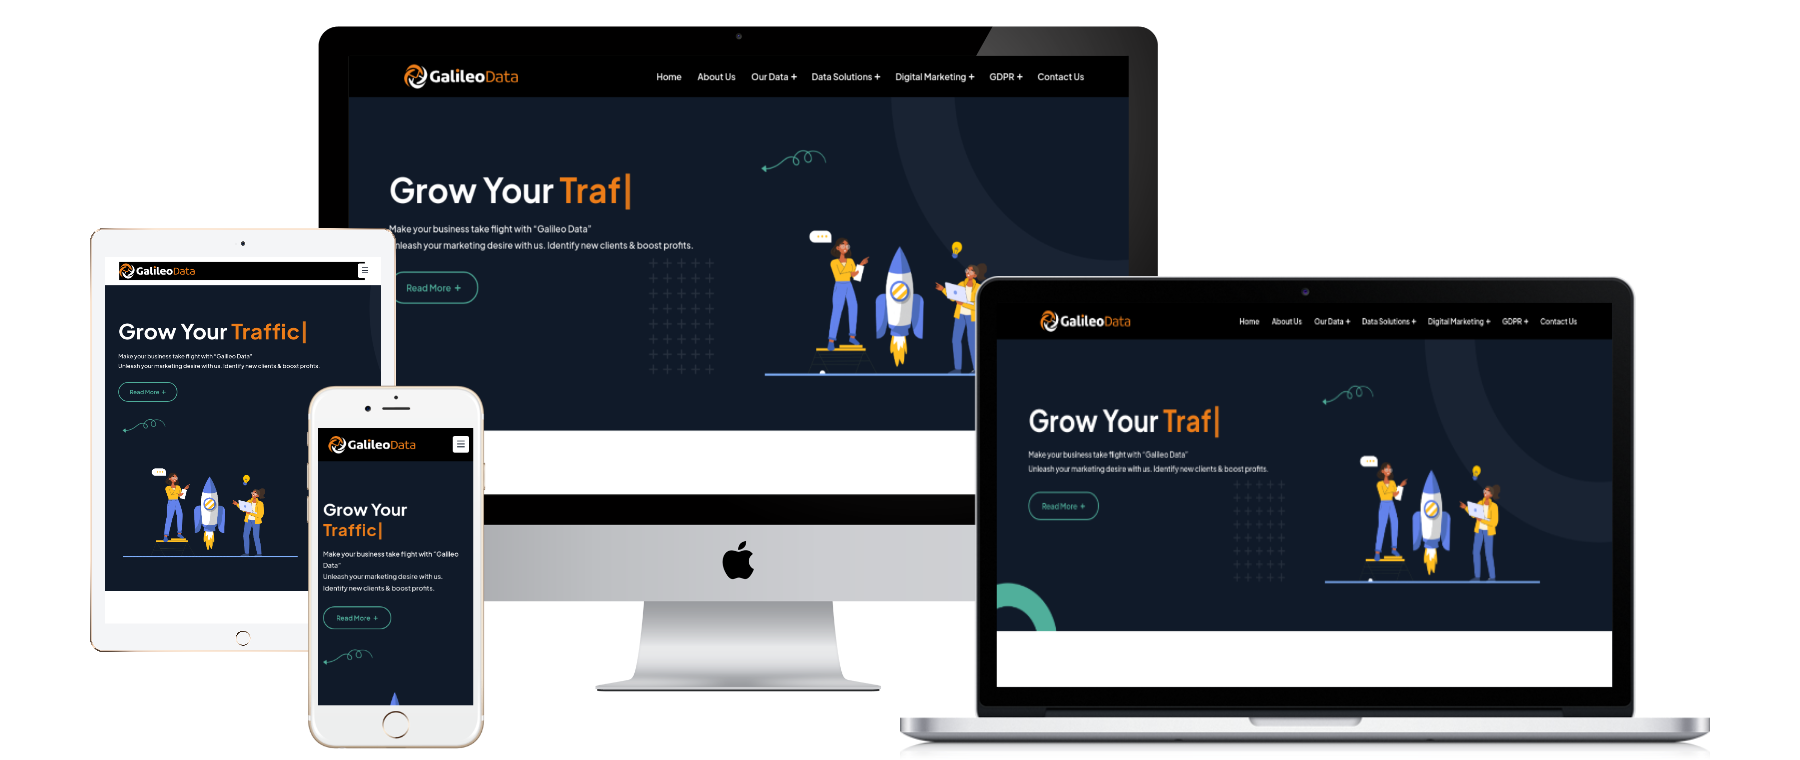 GalileoData
Home About Us Our Data + Data Solutions + Digital Marketing + GDPR + Contact Us
Grow Your Traf|
Make your business take flight with “Galileo Data”
Unleash your marketing desire with us. Identify new clients & boost profits.
Read More +
GalileoData
Grow Your Traffic|
Make your business take flight with “Galileo Data”
Unleash your marketing desire with us. Identify new clients & boost profits.
Read More +
GalileoData
Grow Your
Traffic|
Make your business take flight with “Galileo
Data”
Unleash your marketing desire with us.
Identify new clients & boost profits.
Read More +
GalileoData
Home About Us Our Data + Data Solutions + Digital Marketing + GDPR + Contact Us
Grow Your Traf|
Make your business take flight with “Galileo Data”
Unleash your marketing desire with us. Identify new clients & boost profits.
Read More +